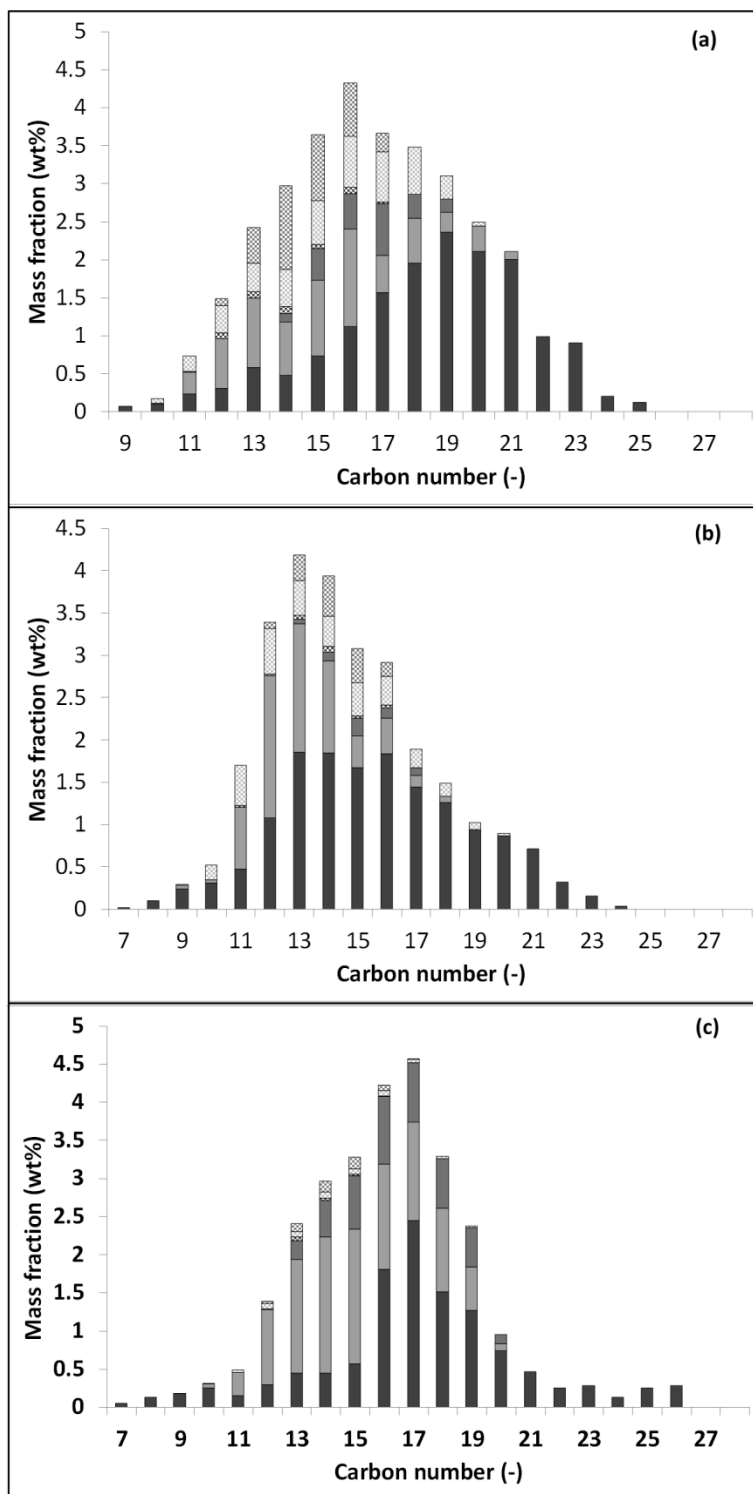 (a)
5
4.5
4
3.5
3
2.5
2
1.5
1
0.5
0
Mass fraction (wt%)
9 11 13 15 17 19 21 23 25 27
Carbon number (-)
(b)
4.5
4
3.5
3
2.5
2
1.5
1
0.5
0
Mass fraction (wt%)
7 9 11 13 15 17 19 21 23 25 27
Carbon number (-)
(c)
5
4.5
4
3.5
3
2.5
2
1.5
1
0.5
0
Mass fraction (wt%)
7 9 11 13 15 17 19 21 23 25 27
Carbon number (-)